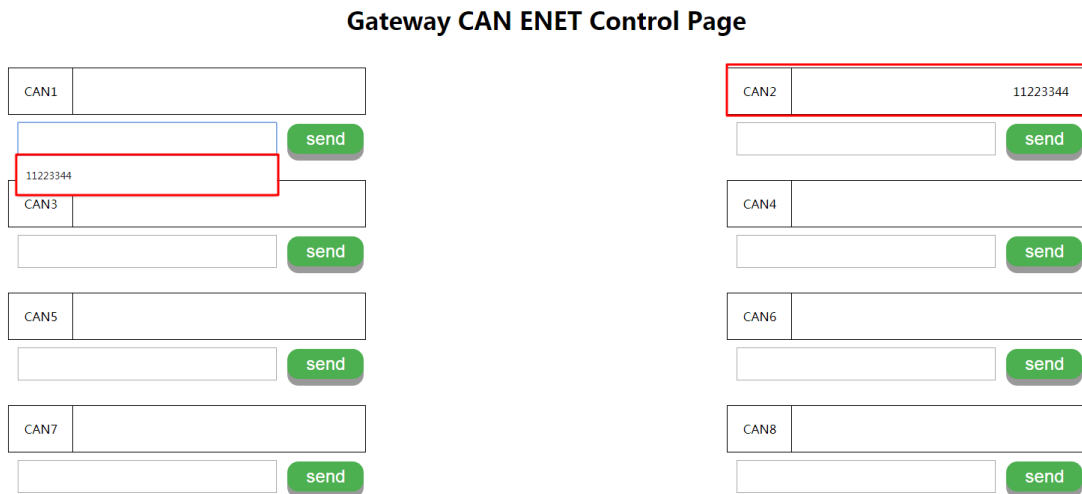 Gateway CAN ENET Control Page
CAN1
CAN2 11223344
send
send
11223344
CAN3
CAN4
send
send
CAN5
CAN6
send
send
CAN7
CAN8
send
send